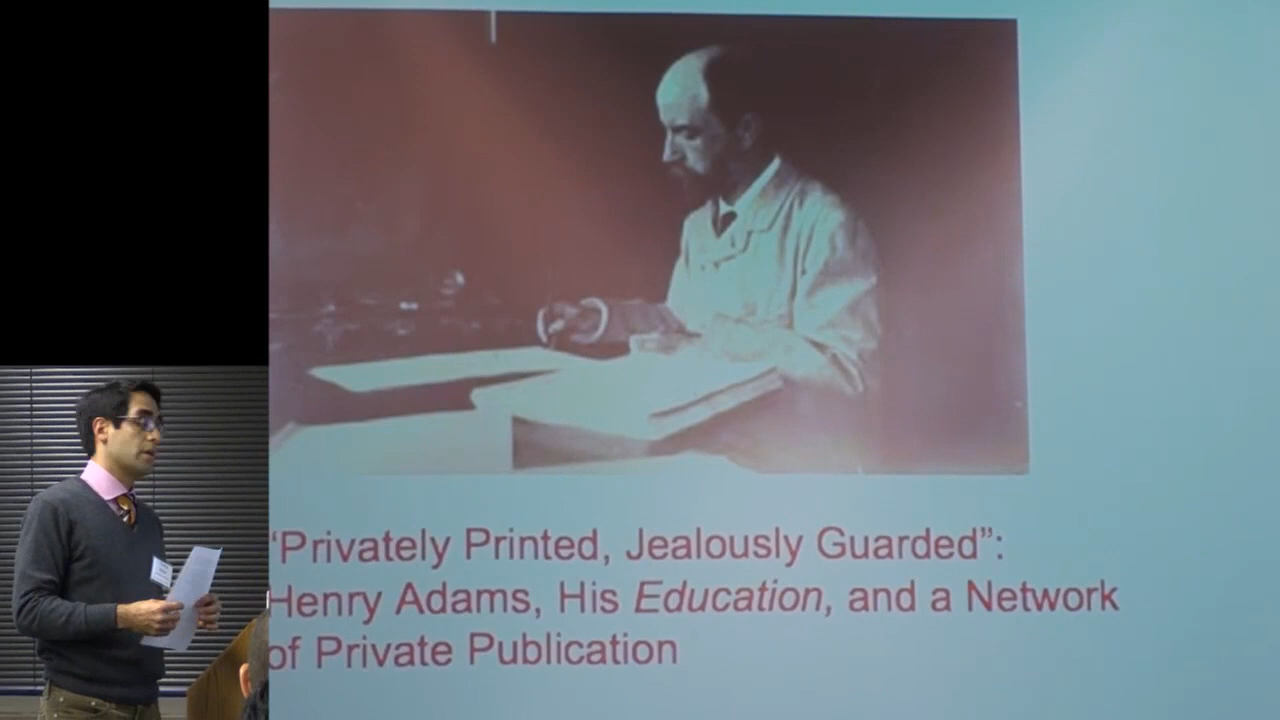 “Privately Printed, Jealously Guarded”:
Henry Adams, His Education, and a Network
of Private Publication